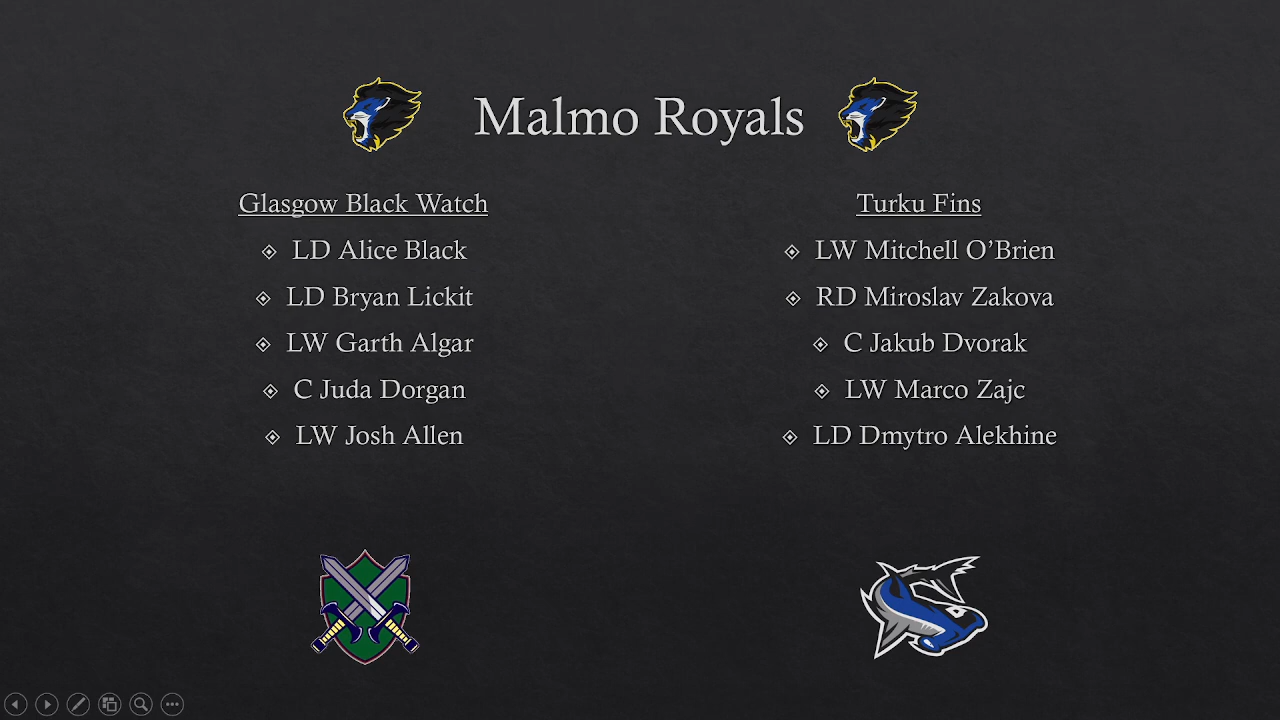 Malmo Royals
Glasgow Black Watch
LD Alice Black
LD Bryan Lickit
LW Garth Algar
C Juda Dorgan
LW Josh Allen
Turku Fins
LW Mitchell O’Brien
RD Miroslav Zakova
C Jakub Dvorak
LW Marco Zajc
LD Dmytro Alekhine